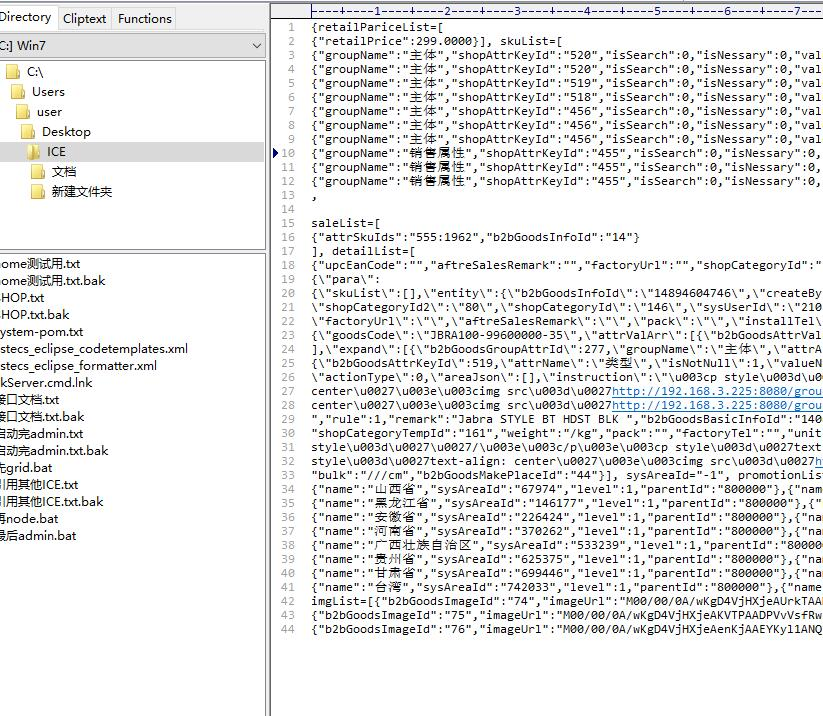 Directory Cliptext Functions
C:] Win7
C:\
Users
user
Desktop
ICE
文档
新建文件夹
ome测试用.txt
ome测试用.txt.bak
SHOP.txt
SHOP.txt.bak
ystem-pom.txt
stecs_eclipse_codetemplates.xml
stecs_eclipse_formatter.xml
kServer.cmd.lnk
接口文档.txt
接口文档.txt.bak
启动完admin.txt
启动完admin.txt.bak
先grid.bat
引用其他ICE.txt
引用其他ICE.txt.bak
再node.bat
最后admin.bat
----+----1----+----2----+----3----+----4----+----5----+----6----+----7--
1 {retailPariceList=[
2 {"retailPrice":299.0000}], skuList=[
3 {"groupName":"主体","shopAttrKeyId":"520","isSearch":0,"isNessary":0,"val
4 {"groupName":"主体","shopAttrKeyId":"520","isSearch":0,"isNessary":0,"val
5 {"groupName":"主体","shopAttrKeyId":"519","isSearch":0,"isNessary":0,"val
6 {"groupName":"主体","shopAttrKeyId":"518","isSearch":0,"isNessary":0,"val
7 {"groupName":"主体","shopAttrKeyId":"456","isSearch":0,"isNessary":0,"val
8 {"groupName":"主体","shopAttrKeyId":"456","isSearch":0,"isNessary":0,"val
9 {"groupName":"主体","shopAttrKeyId":"456","isSearch":0,"isNessary":0,"val
10 {"groupName":"销售属性","shopAttrKeyId":"455","isSearch":0,"isNessary":0,
11 {"groupName":"销售属性","shopAttrKeyId":"455","isSearch":0,"isNessary":0,
12 {"groupName":"销售属性","shopAttrKeyId":"455","isSearch":0,"isNessary":0,
13 ,
14
15 saleList=[
16 {"attrSkuIds":"555:1962","b2bGoodsInfoId":"14"}
17 ], detailList=[
18 {"upcEanCode":"","aftreSalesRemark":"","factoryUrl":"","shopCategoryId":"
19 {\"para\":
20 {\"skuList\":[],\"entity\":{\"b2bGoodsInfoId\":\"14894604746\",\"createBy
21 \"shopCategoryId2\":\"80\",\"shopCategoryId\":\"146\",\"sysUserId\":\"210
22 \"factoryUrl\":\"\",\"aftreSalesRemark\":\"\",\"pack\":\"\",\"installTel\
23 {\"goodsCode\":\"JBRA100-99600000-35\",\"attrValArr\":[{\"b2bGoodsAttrVal
24 ],\"expand\":[{\"b2bGoodsGroupAttrId\":277,\"groupName\":\"主体\",\"attrA
25 {\"b2bGoodsAttrKeyId\":519,\"attrName\":\"类型\",\"isNotNull\":1,\"valueN
26 \"actionType\":0,\"areaJson\":[],\"instruction\":\"\u003cp style\u003d\u0
27 center\u0027\u003e\u003cimg src\u003d\u0027http://192.168.3.225:8080/grou
28 center\u0027\u003e\u003cimg src\u003d\u0027http://192.168.3.225:8080/grou
29 ","rule":1,"remark":"Jabra STYLE BT HDST BLK ","b2bGoodsBasicInfoId":"140
30 "shopCategoryTempId":"161","weight":"/kg","pack":"","factoryTel":"","unit
31 style\u003d\u0027\u0027/\u003e\u003c/p\u003e\u003cp style\u003d\u0027text
32 style\u003d\u0027text-align: center\u0027\u003e\u003cimg src\u003d\u0027h
33 "bulk":"///cm","b2bGoodsMakePlaceId":"44"}], sysAreaId="-1", promotionLis
34 {"name":"山西省","sysAreaId":"67974","level":1,"parentId":"800000"},{"name
35 {"name":"黑龙江省","sysAreaId":"146177","level":1,"parentId":"800000"},{"
36 {"name":"安徽省","sysAreaId":"226424","level":1,"parentId":"800000"},{"nam
37 {"name":"河南省","sysAreaId":"370262","level":1,"parentId":"800000"},{"nam
38 {"name":"广西壮族自治区","sysAreaId":"533239","level":1,"parentId":"800000
39 {"name":"贵州省","sysAreaId":"625375","level":1,"parentId":"800000"},{"nam
40 {"name":"甘肃省","sysAreaId":"699446","level":1,"parentId":"800000"},{"nam
41 {"name":"台湾","sysAreaId":"742033","level":1,"parentId":"800000"},{"name
42 imgList=[{"b2bGoodsImageId":"74","imageUrl":"M00/00/0A/wKgD4VjHXjeAUrkTAA
43 {"b2bGoodsImageId":"75","imageUrl":"M00/00/0A/wKgD4VjHXjeAKVTPAADPVvVsfRw
44 {"b2bGoodsImageId":"76","imageUrl":"M00/00/0A/wKgD4VjHXjeAenKjAAEYKyl1ANQ